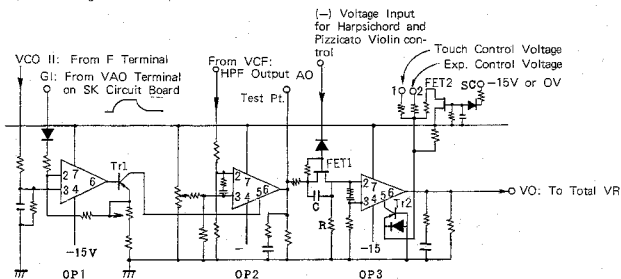 (−) Voltage Input
for Harpsichord and
Pizzicato Violin con-
trol
VCO II: From F Terminal
GI: From VAO Terminal
on SK Circuit Board
From VCF:
HPF Output AO
Test Pt.
Touch Control Voltage
Exp. Control Voltage
FET2
SC
-15V or 0V
1
2
Tr1
FET1
2
7
6
3
4
2
7
3
4
5
6
2
7
3
4
5
6
C
R
Tr2
VO: To Total VR
-15V
-
-15
OP1
OP2
OP3